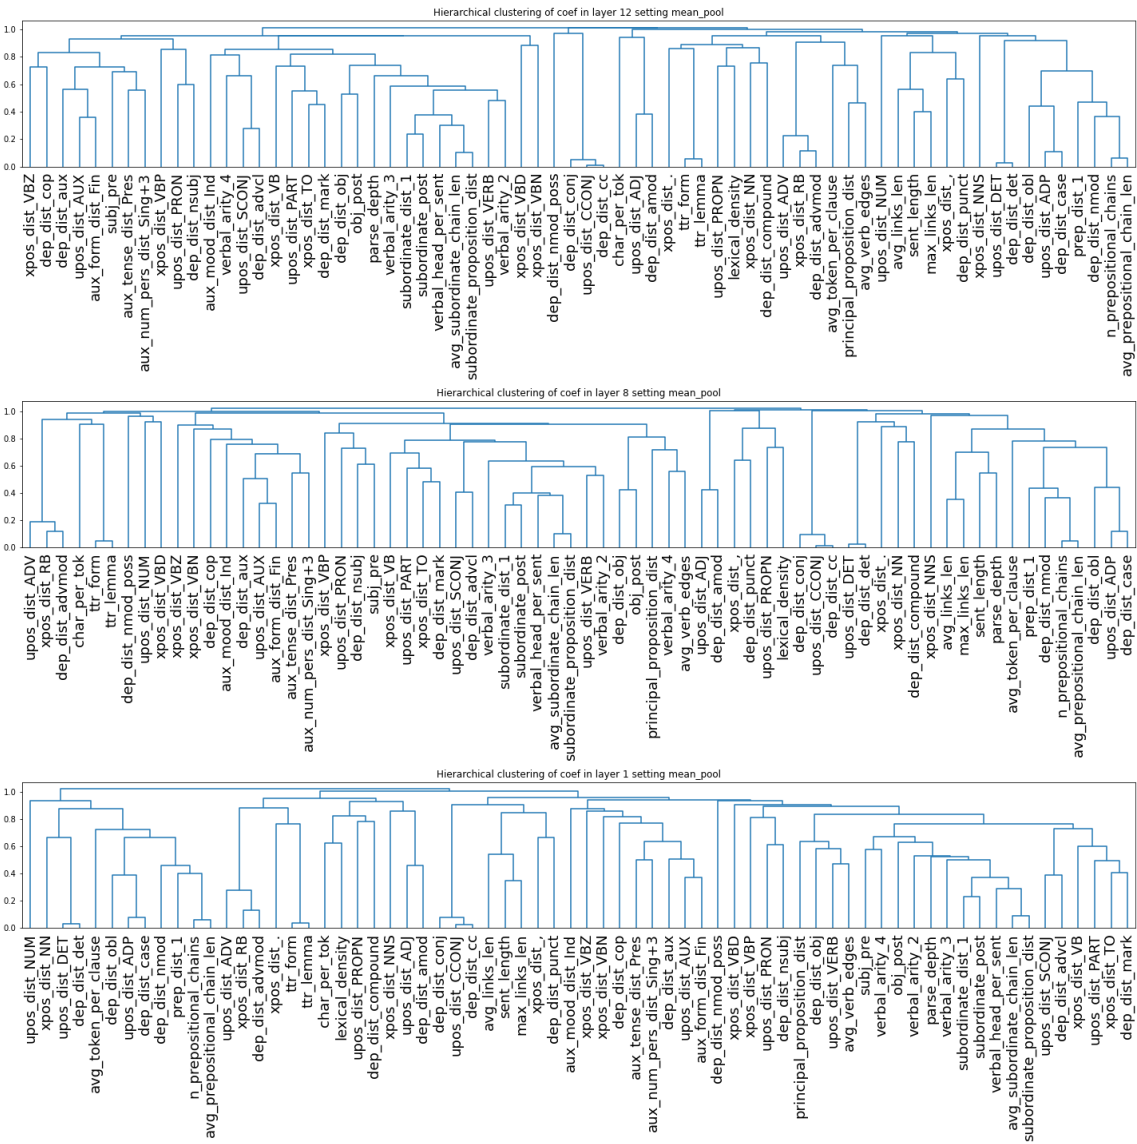 Hierarchical clustering of coef in layer 12 setting mean_pool
1.0
0.8
0.6
0.4
0.2
0.0
xpos_dist_VBZ
dep_dist_cop
dep_dist_aux
upos_dist_AUX
aux_form_dist_Fin
subj_pre
aux_tense_dist_Pres
aux_num_pers_dist_Sing+3
xpos_dist_VBP
upos_dist_PRON
dep_dist_nsubj
aux_mood_dist_Ind
verbal_arity_4
upos_dist_SCONJ
dep_dist_advcl
xpos_dist_VB
upos_dist_PART
xpos_dist_TO
dep_dist_mark
dep_dist_obj
obj_post
parse_depth
verbal_arity_3
subordinate_dist_1
subordinate_post
verbal_head_per_sent
avg_subordinate_chain_len
subordinate_proposition_dist
upos_dist_VERB
verbal_arity_2
xpos_dist_VBD
xpos_dist_VBN
dep_dist_nmod_poss
dep_dist_conj
upos_dist_CCONJ
dep_dist_cc
char_per_tok
upos_dist_ADJ
dep_dist_amod
xpos_dist_.
ttr_form
ttr_lemma
upos_dist_PROPN
lexical_density
xpos_dist_NN
dep_dist_compound
upos_dist_ADV
xpos_dist_RB
dep_dist_advmod
avg_token_per_clause
principal_proposition_dist
avg_verb_edges
upos_dist_NUM
avg_links_len
sent_length
max_links_len
xpos_dist_,
dep_dist_punct
xpos_dist_NNS
upos_dist_DET
dep_dist_det
dep_dist_obl
upos_dist_ADP
dep_dist_case
prep_dist_1
dep_dist_nmod
n_prepositional_chains
avg_prepositional_chain_len
Hierarchical clustering of coef in layer 8 setting mean_pool
1.0
0.8
0.6
0.4
0.2
0.0
upos_dist_ADV
xpos_dist_RB
dep_dist_advmod
char_per_tok
ttr_form
ttr_lemma
dep_dist_nmod_poss
upos_dist_NUM
xpos_dist_VBD
xpos_dist_VBZ
xpos_dist_VBN
dep_dist_cop
aux_mood_dist_Ind
dep_dist_aux
upos_dist_AUX
aux_form_dist_Fin
aux_tense_dist_Pres
aux_num_pers_dist_Sing+3
xpos_dist_VBP
upos_dist_PRON
dep_dist_nsubj
subj_pre
xpos_dist_VB
upos_dist_PART
xpos_dist_TO
dep_dist_mark
upos_dist_SCONJ
dep_dist_advcl
verbal_arity_3
subordinate_dist_1
subordinate_post
verbal_head_per_sent
avg_subordinate_chain_len
subordinate_proposition_dist
upos_dist_VERB
verbal_arity_2
dep_dist_obj
obj_post
principal_proposition_dist
verbal_arity_4
avg_verb_edges
upos_dist_ADJ
dep_dist_amod
xpos_dist_,
dep_dist_punct
upos_dist_PROPN
lexical_density
dep_dist_conj
upos_dist_CCONJ
dep_dist_cc
upos_dist_DET
dep_dist_det
xpos_dist_.
xpos_dist_NN
dep_dist_compound
xpos_dist_NNS
avg_links_len
max_links_len
sent_length
parse_depth
avg_token_per_clause
prep_dist_1
dep_dist_nmod
n_prepositional_chains
avg_prepositional_chain_len
dep_dist_obl
upos_dist_ADP
dep_dist_case
Hierarchical clustering of coef in layer 1 setting mean_pool
1.0
0.8
0.6
0.4
0.2
0.0
upos_dist_NUM
xpos_dist_NN
upos_dist_DET
dep_dist_det
avg_token_per_clause
dep_dist_obl
upos_dist_ADP
dep_dist_case
dep_dist_nmod
prep_dist_1
n_prepositional_chains
avg_prepositional_chain_len
upos_dist_ADV
xpos_dist_RB
dep_dist_advmod
xpos_dist_.
ttr_form
ttr_lemma
char_per_tok
lexical_density
upos_dist_PROPN
dep_dist_compound
xpos_dist_NNS
upos_dist_ADJ
dep_dist_amod
dep_dist_conj
upos_dist_CCONJ
dep_dist_cc
avg_links_len
sent_length
max_links_len
xpos_dist_,
dep_dist_punct
aux_mood_dist_Ind
xpos_dist_VBZ
xpos_dist_VBN
dep_dist_cop
aux_tense_dist_Pres
aux_num_pers_dist_Sing+3
dep_dist_aux
upos_dist_AUX
aux_form_dist_Fin
dep_dist_nmod_poss
xpos_dist_VBD
xpos_dist_VBP
upos_dist_PRON
dep_dist_nsubj
principal_proposition_dist
dep_dist_obj
upos_dist_VERB
avg_verb_edges
subj_pre
verbal_arity_4
obj_post
verbal_arity_2
parse_depth
verbal_arity_3
subordinate_dist_1
subordinate_post
verbal_head_per_sent
avg_subordinate_chain_len
subordinate_proposition_dist
upos_dist_SCONJ
dep_dist_advcl
xpos_dist_VB
upos_dist_PART
xpos_dist_TO
dep_dist_mark